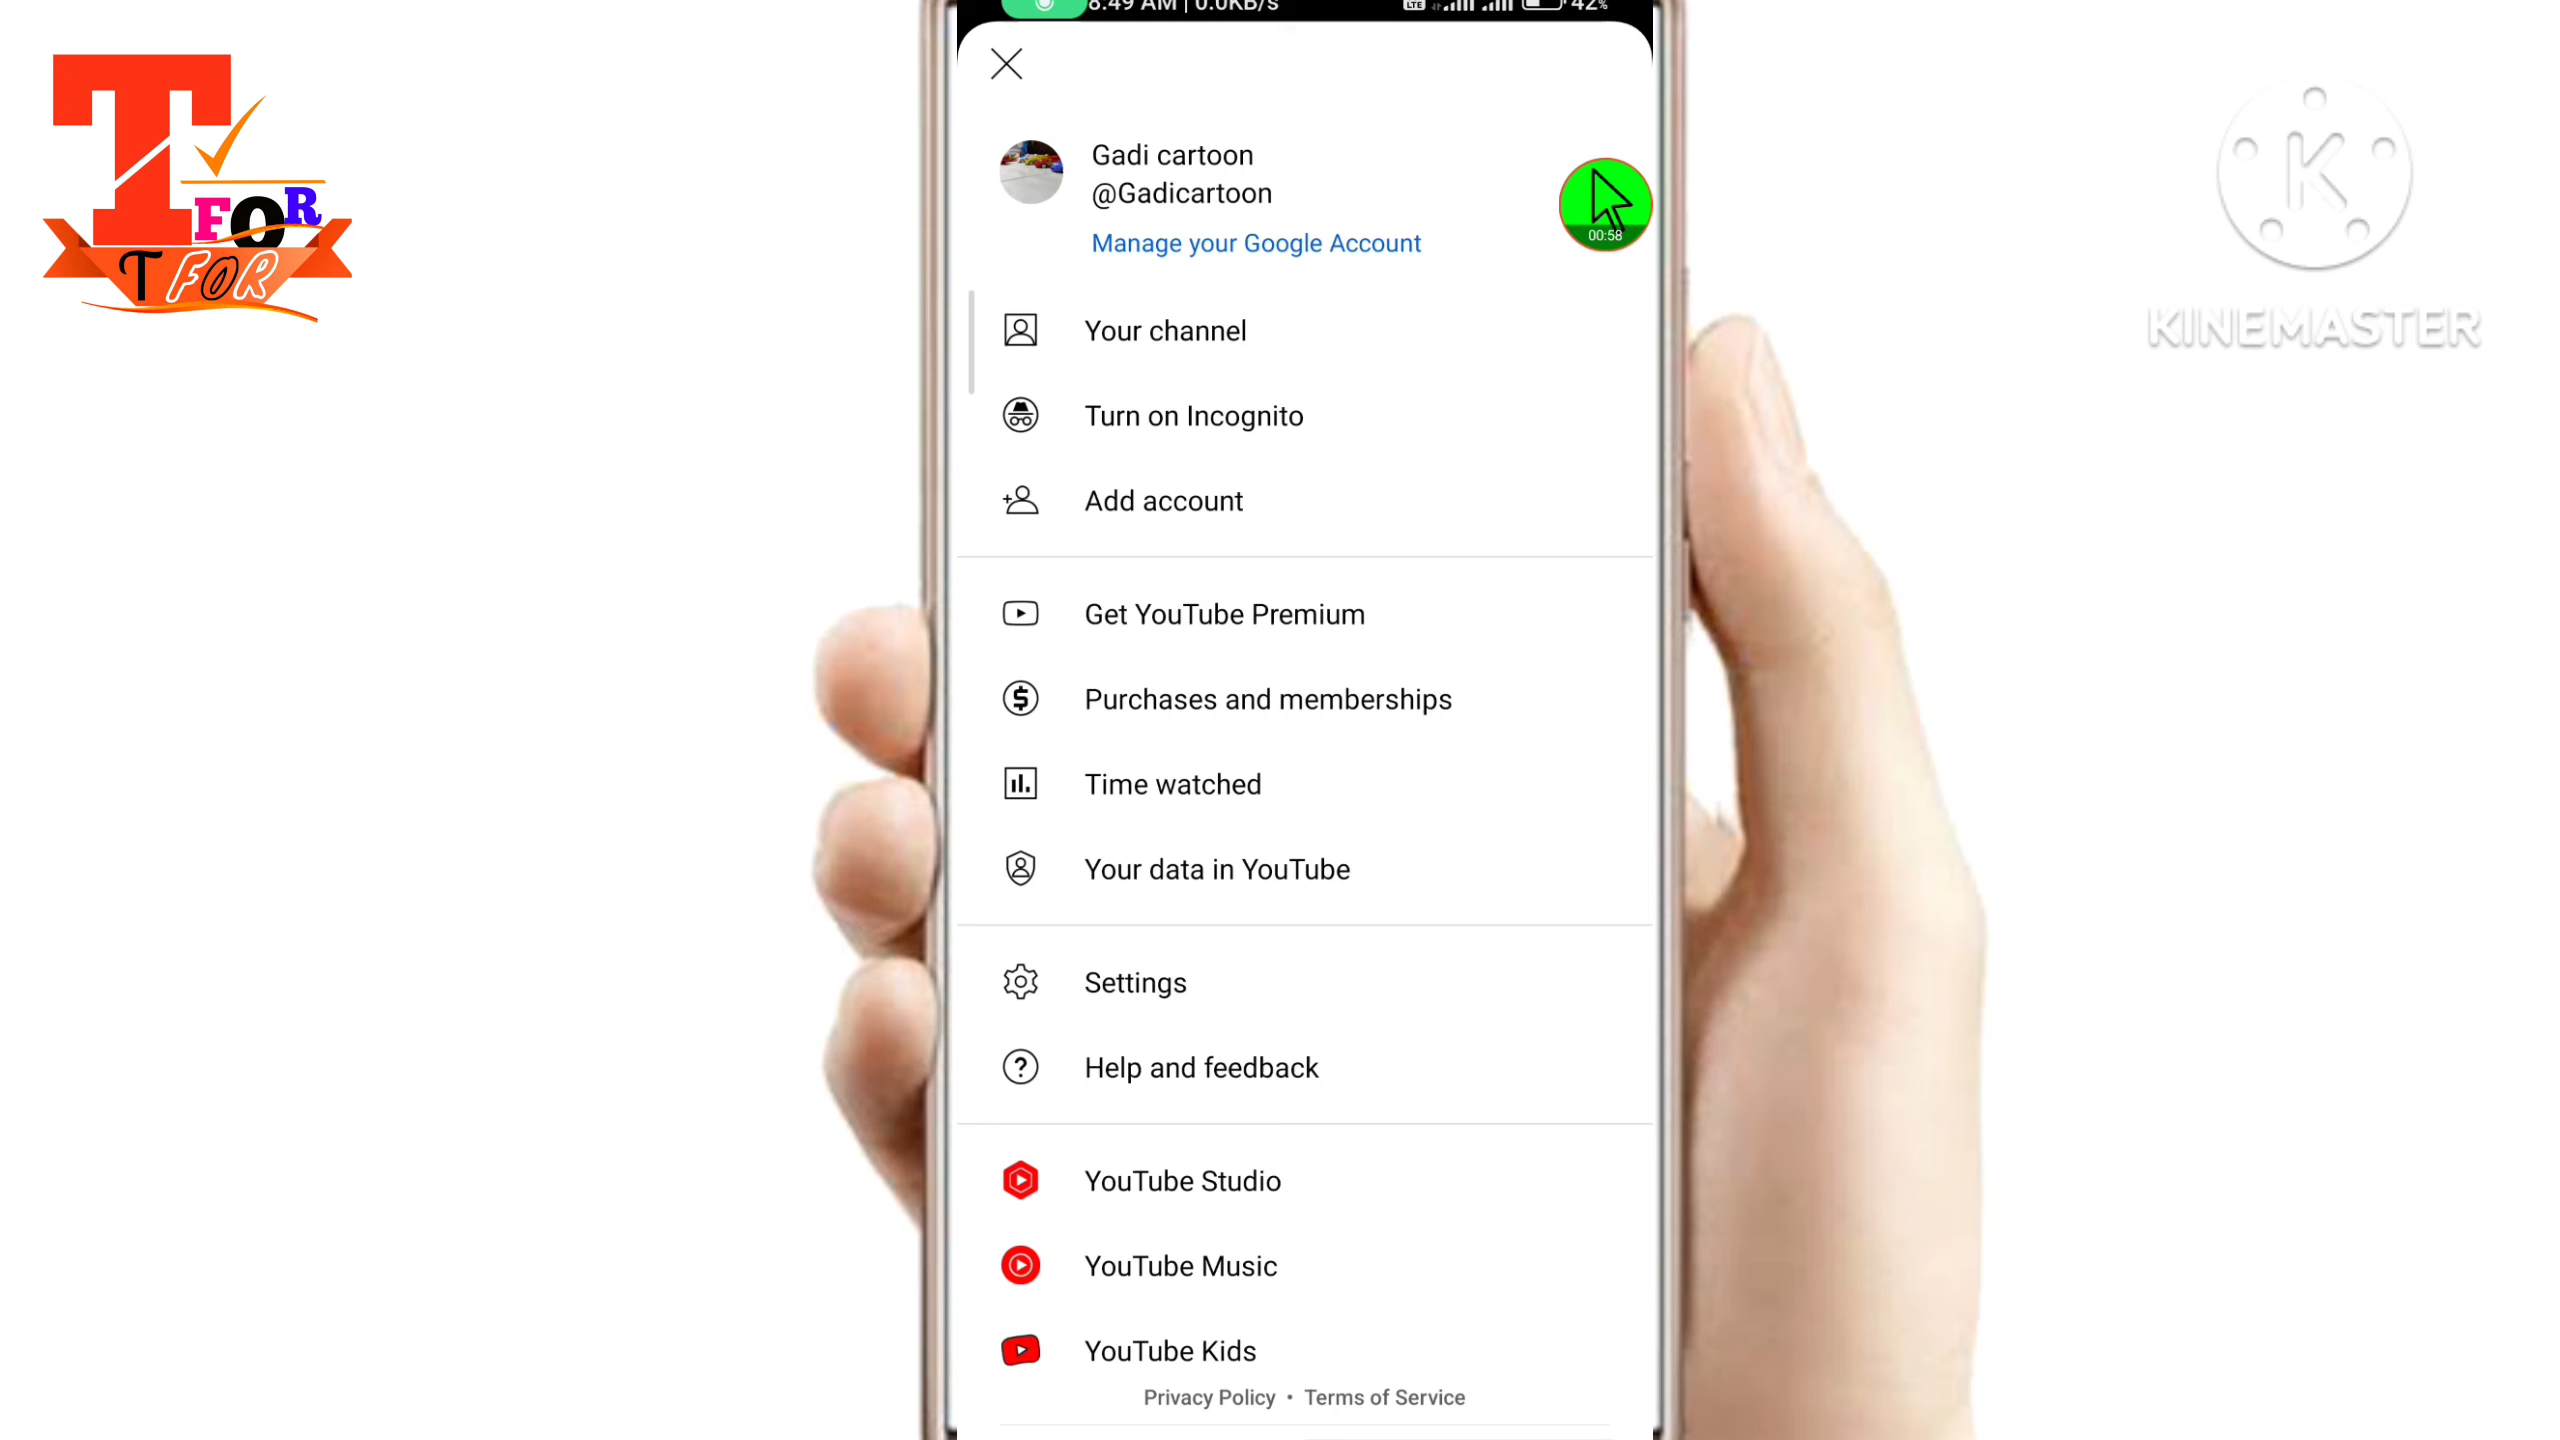 8:49 AM | 0.0KB/s
LTE
42%
T FOR
T FOR
KINEMASTER
K
Gadi cartoon
@Gadicartoon
00:58
Manage your Google Account
Your channel
Turn on Incognito
Add account
Get YouTube Premium
Purchases and memberships
Time watched
Your data in YouTube
Settings
Help and feedback
YouTube Studio
YouTube Music
YouTube Kids
Privacy Policy • Terms of Service